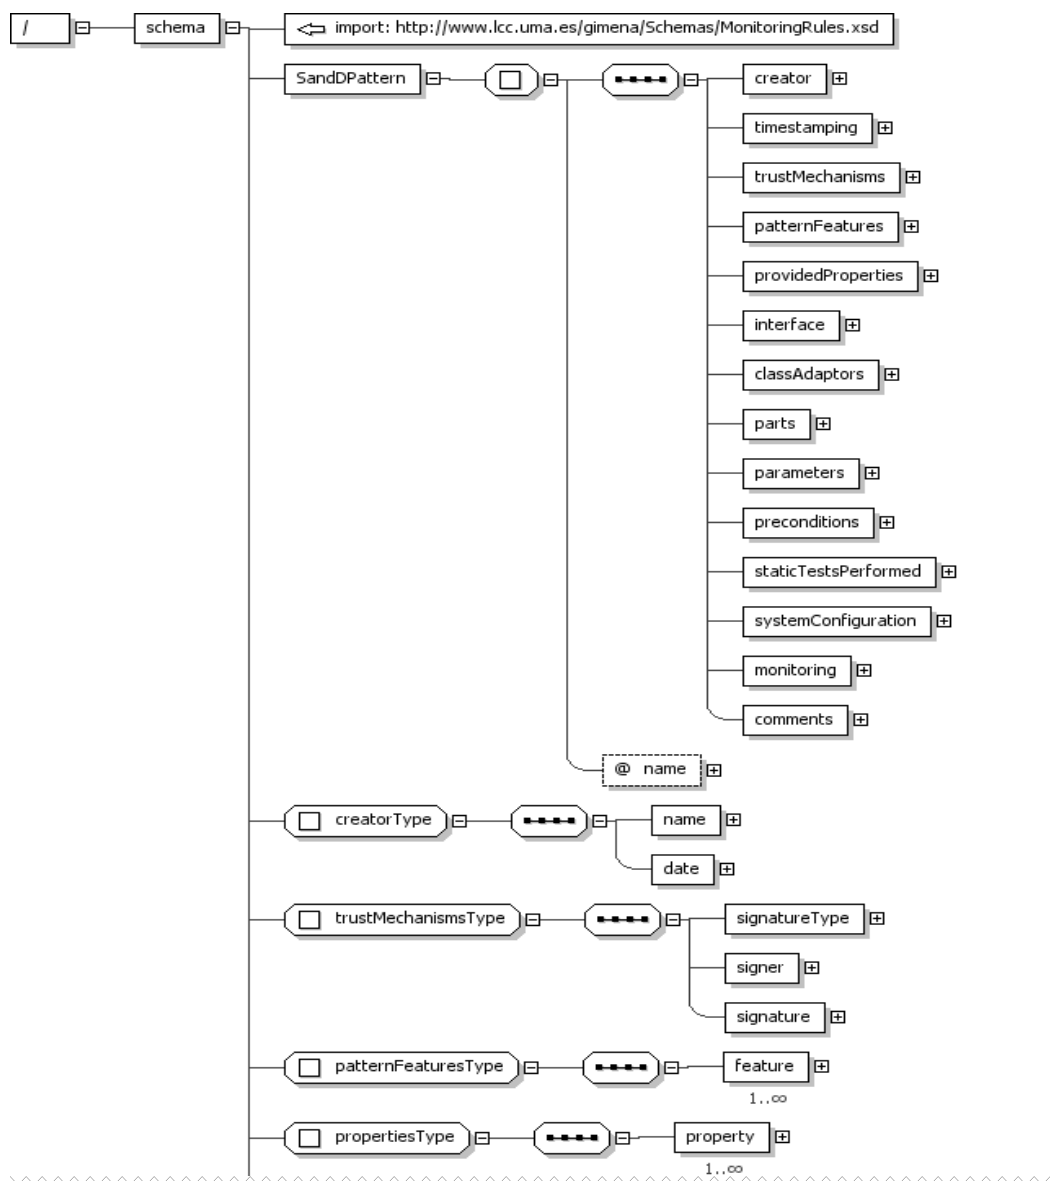 /
schema
import: http://www.lcc.uma.es/gimena/Schemas/MonitoringRules.xsd
SandDPattern
creator
timestamping
trustMechanisms
patternFeatures
providedProperties
interface
classAdaptors
parts
parameters
preconditions
staticTestsPerformed
systemConfiguration
monitoring
comments
@ name
creatorType
name
date
trustMechanismsType
signatureType
signer
signature
patternFeaturesType
feature
1..∞
propertiesType
property
1..∞